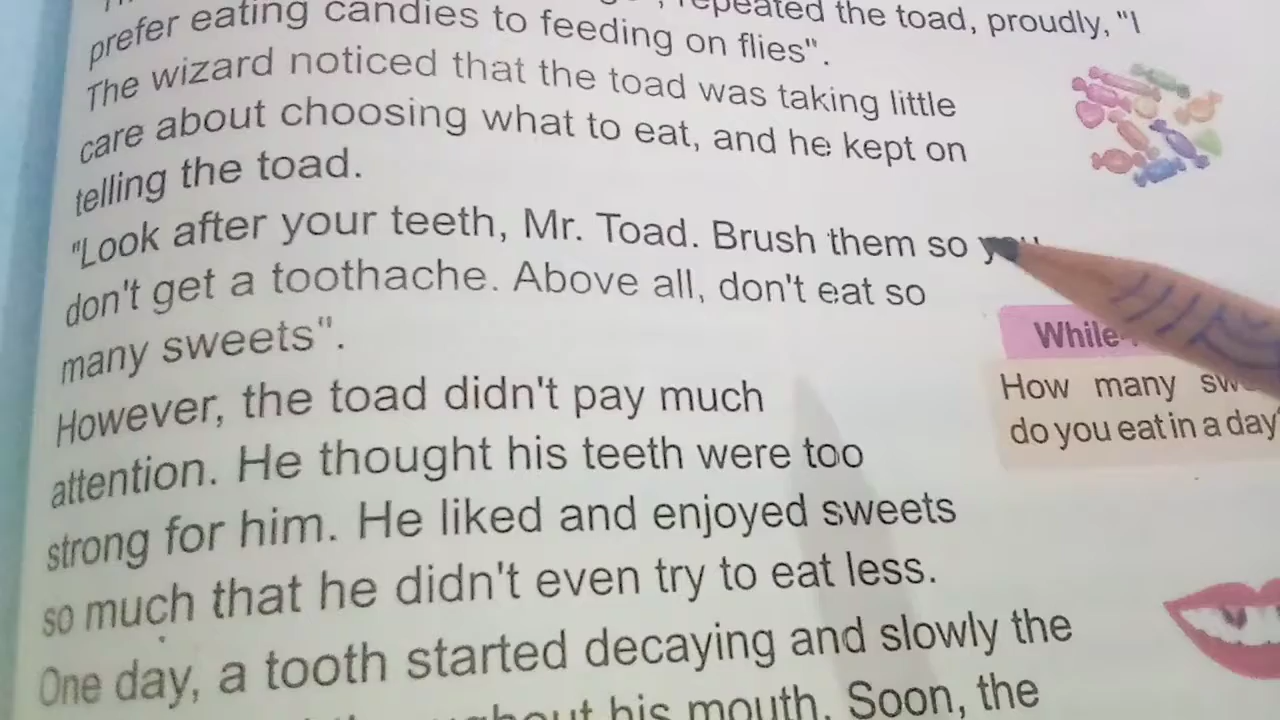 repeated the toad, proudly, "I
prefer eating candies to feeding on flies".
The wizard noticed that the toad was taking little
care about choosing what to eat, and he kept on
telling the toad.
"Look after your teeth, Mr. Toad. Brush them so you
don't get a toothache. Above all, don't eat so
many sweets".
However, the toad didn't pay much
attention. He thought his teeth were too
strong for him. He liked and enjoyed sweets
so much that he didn't even try to eat less.
One day, a tooth started decaying and slowly the
his mouth. Soon, the
While
How many
do you eat in a day